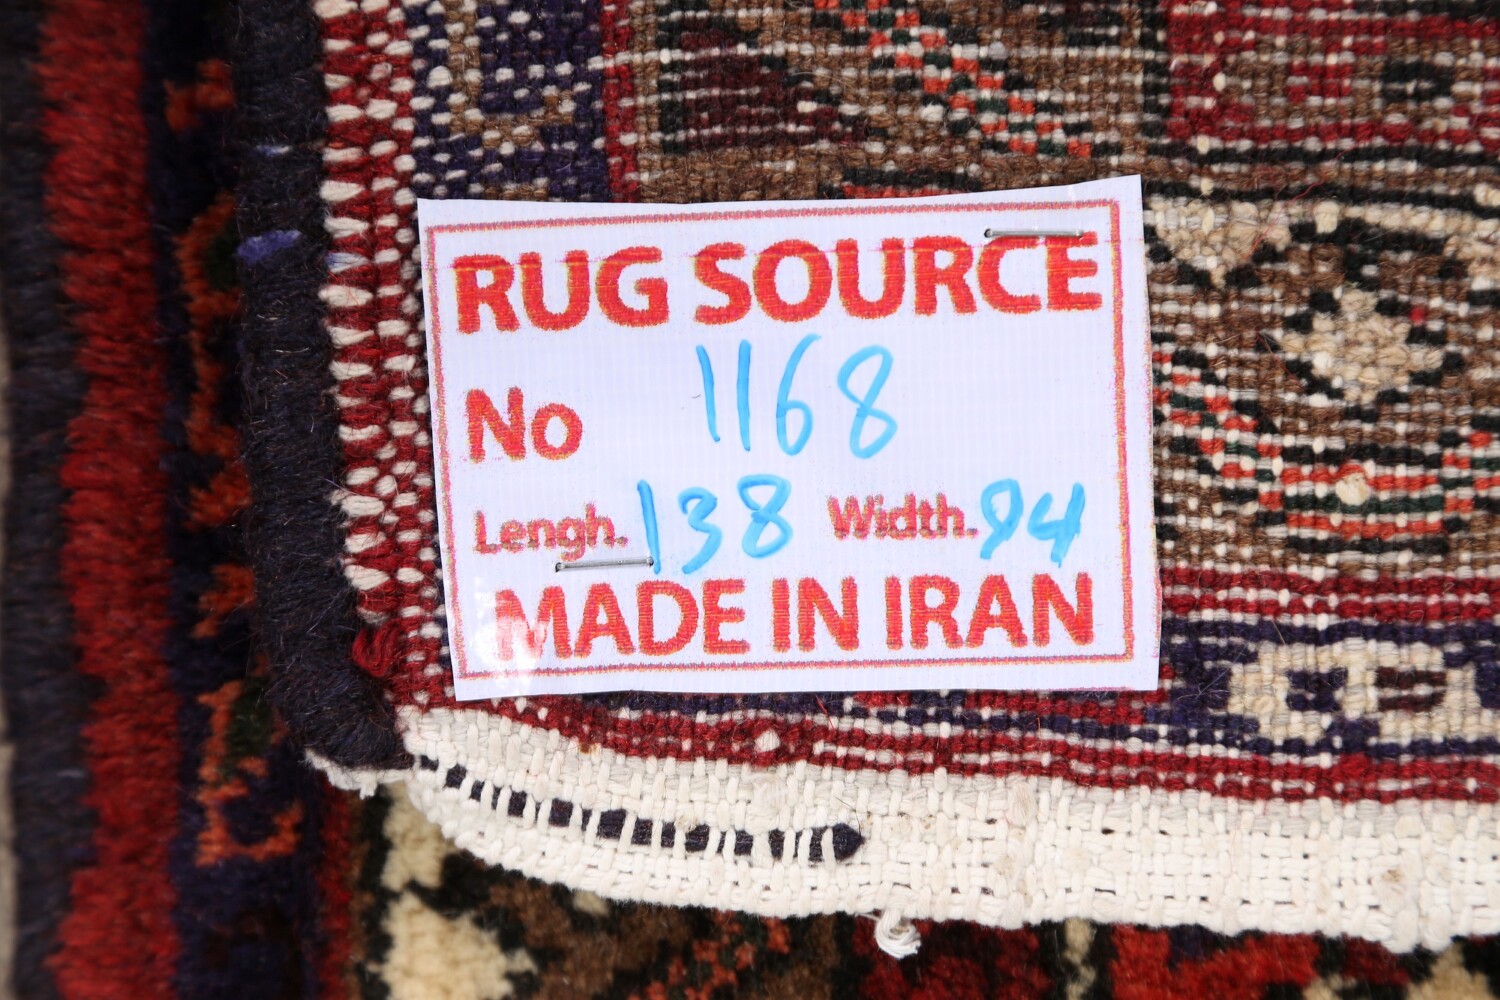 RUG SOURCE
No 1168
Lengh. 138 Width. 94
MADE IN IRAN